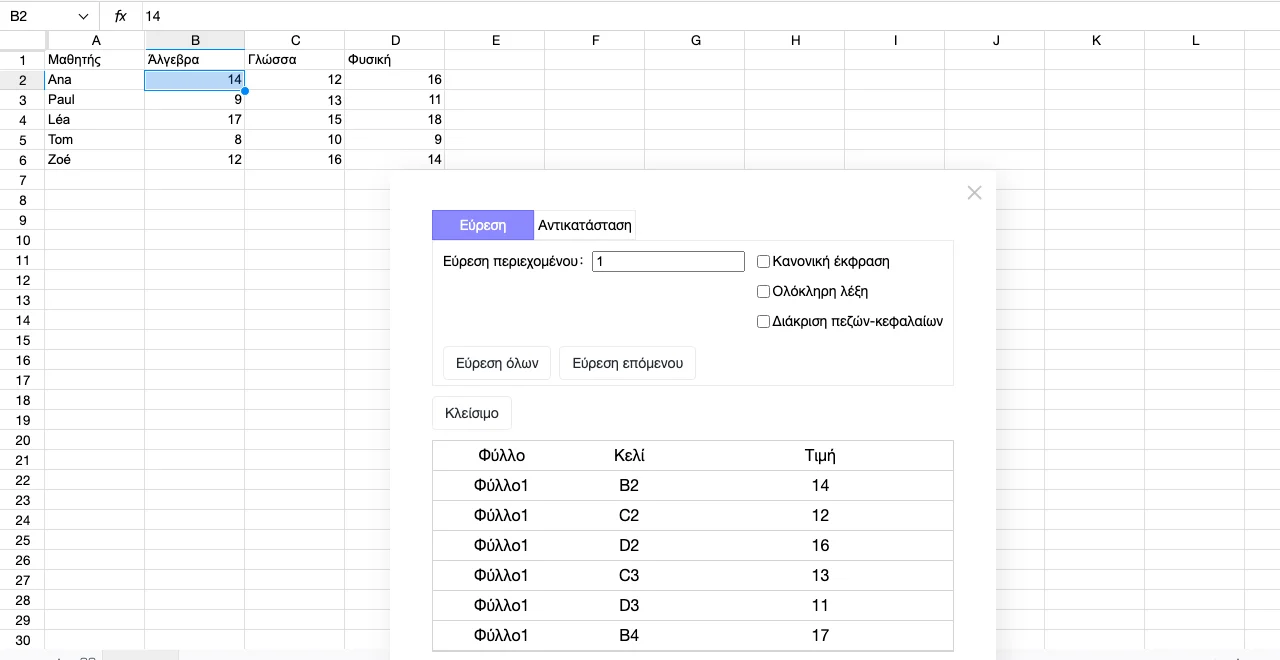 B2 fx 14
A B C D E F G H I J K L
1 Μαθητής Άλγεβρα Γλώσσα Φυσική
2 Ana 14 12 16
3 Paul 9 13 11
4 Léa 17 15 18
5 Tom 8 10 9
6 Zoé 12 16 14
7
8
9
10
11
12
13
14
15
16
17
18
19
20
21
22
23
24
25
26
27
28
29
30
Εύρεση Αντικατάσταση
Εύρεση περιεχομένου: 1 Κανονική έκφραση
Ολόκληρη λέξη
Διάκριση πεζών-κεφαλαίων
Εύρεση όλων Εύρεση επόμενου
Κλείσιμο
Φύλλο Κελί Τιμή
Φύλλο1 B2 14
Φύλλο1 C2 12
Φύλλο1 D2 16
Φύλλο1 C3 13
Φύλλο1 D3 11
Φύλλο1 B4 17